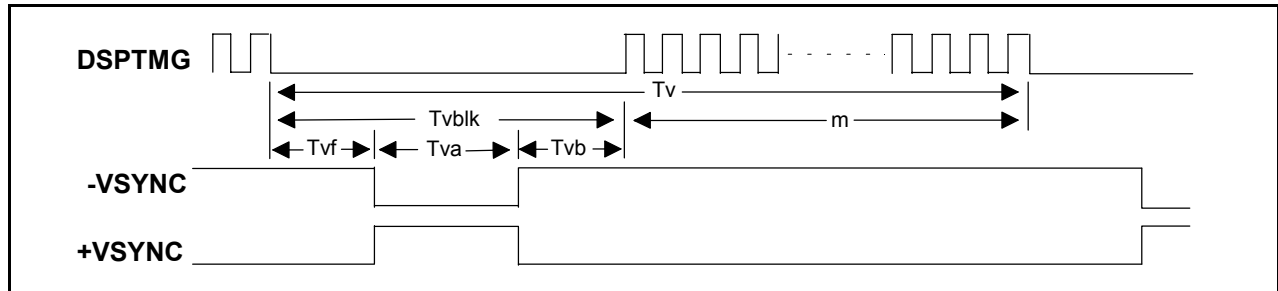 DSPTMG
Tv
Tvblk
m
Tvf
Tva
Tvb
-VSYNC
+VSYNC